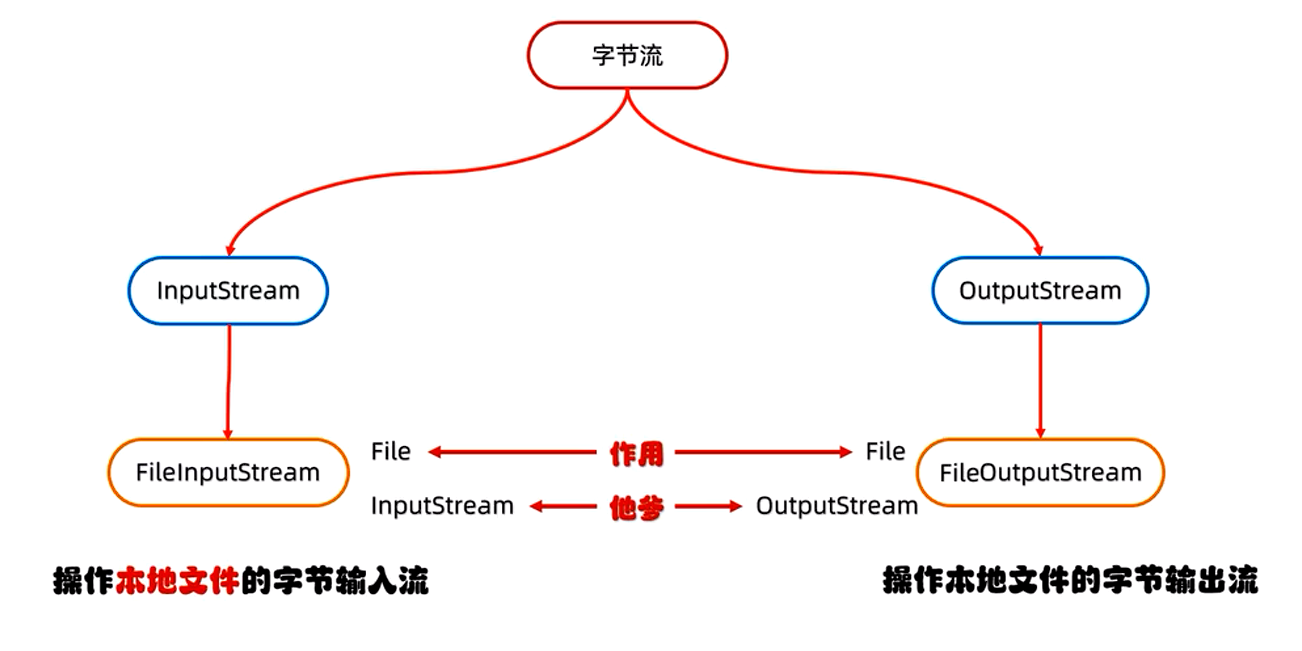 字节流
InputStream
OutputStream
File 作用 File
FileInputStream
FileOutputStream
InputStream 他爹 OutputStream
操作本地文件的字节输入流
操作本地文件的字节输出流